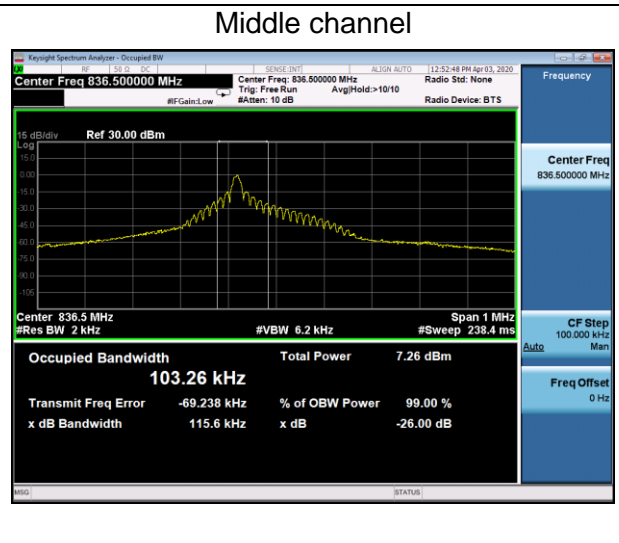 Middle channel
Keysight Spectrum Analyzer - Occupied BW
RF 50 Ω DC SENSE:INT ALIGN AUTO 12:52:48 PM Apr 03, 2020
Center Freq 836.500000 MHz
Center Freq: 836.500000 MHz Radio Std: None
Trig: Free Run Avg|Hold:>10/10
#IFGain:Low #Atten: 10 dB Radio Device: BTS
15 dB/div Ref 30.00 dBm
Log
15.0
0.00
-15.0
-30.0
-45.0
-60.0
-75.0
-90.0
-105
Center 836.5 MHz Span 1 MHz
#Res BW 2 kHz #VBW 6.2 kHz #Sweep 238.4 ms
Occupied Bandwidth Total Power 7.26 dBm
103.26 kHz
Transmit Freq Error -69.238 kHz % of OBW Power 99.00 %
x dB Bandwidth 115.6 kHz x dB -26.00 dB
MSG STATUS
Frequency
Center Freq
836.500000 MHz
CF Step
100.000 kHz
Auto Man
Freq Offset
0 Hz